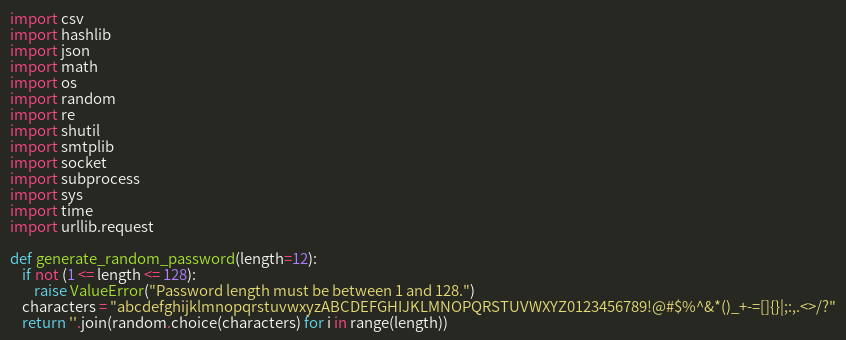 import csv
import hashlib
import json
import math
import os
import random
import re
import shutil
import smtplib
import socket
import subprocess
import sys
import time
import urllib.request

def generate_random_password(length=12):
    if not (1 <= length <= 128):
        raise ValueError("Password length must be between 1 and 128.")
    characters = "abcdefghijklmnopqrstuvwxyzABCDEFGHIJKLMNOPQRSTUVWXYZ0123456789!@#$%^&*()_+-=[]{}|;:,.<>/?"
    return ''.join(random.choice(characters) for i in range(length))